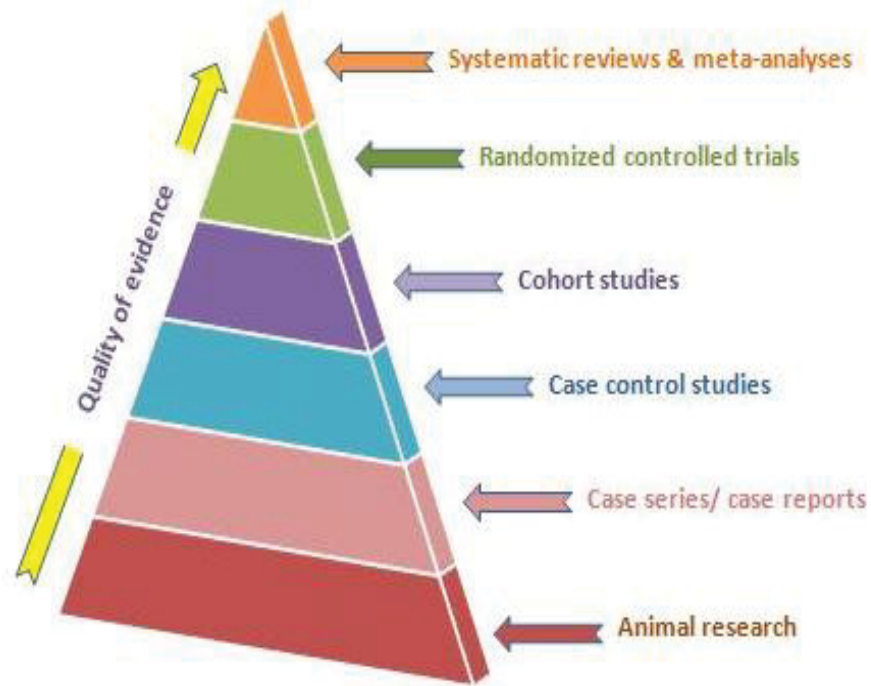 Systematic reviews & meta-analyses
Randomized controlled trials
Quality of evidence
Cohort studies
Case control studies
Case series/ case reports
Animal research